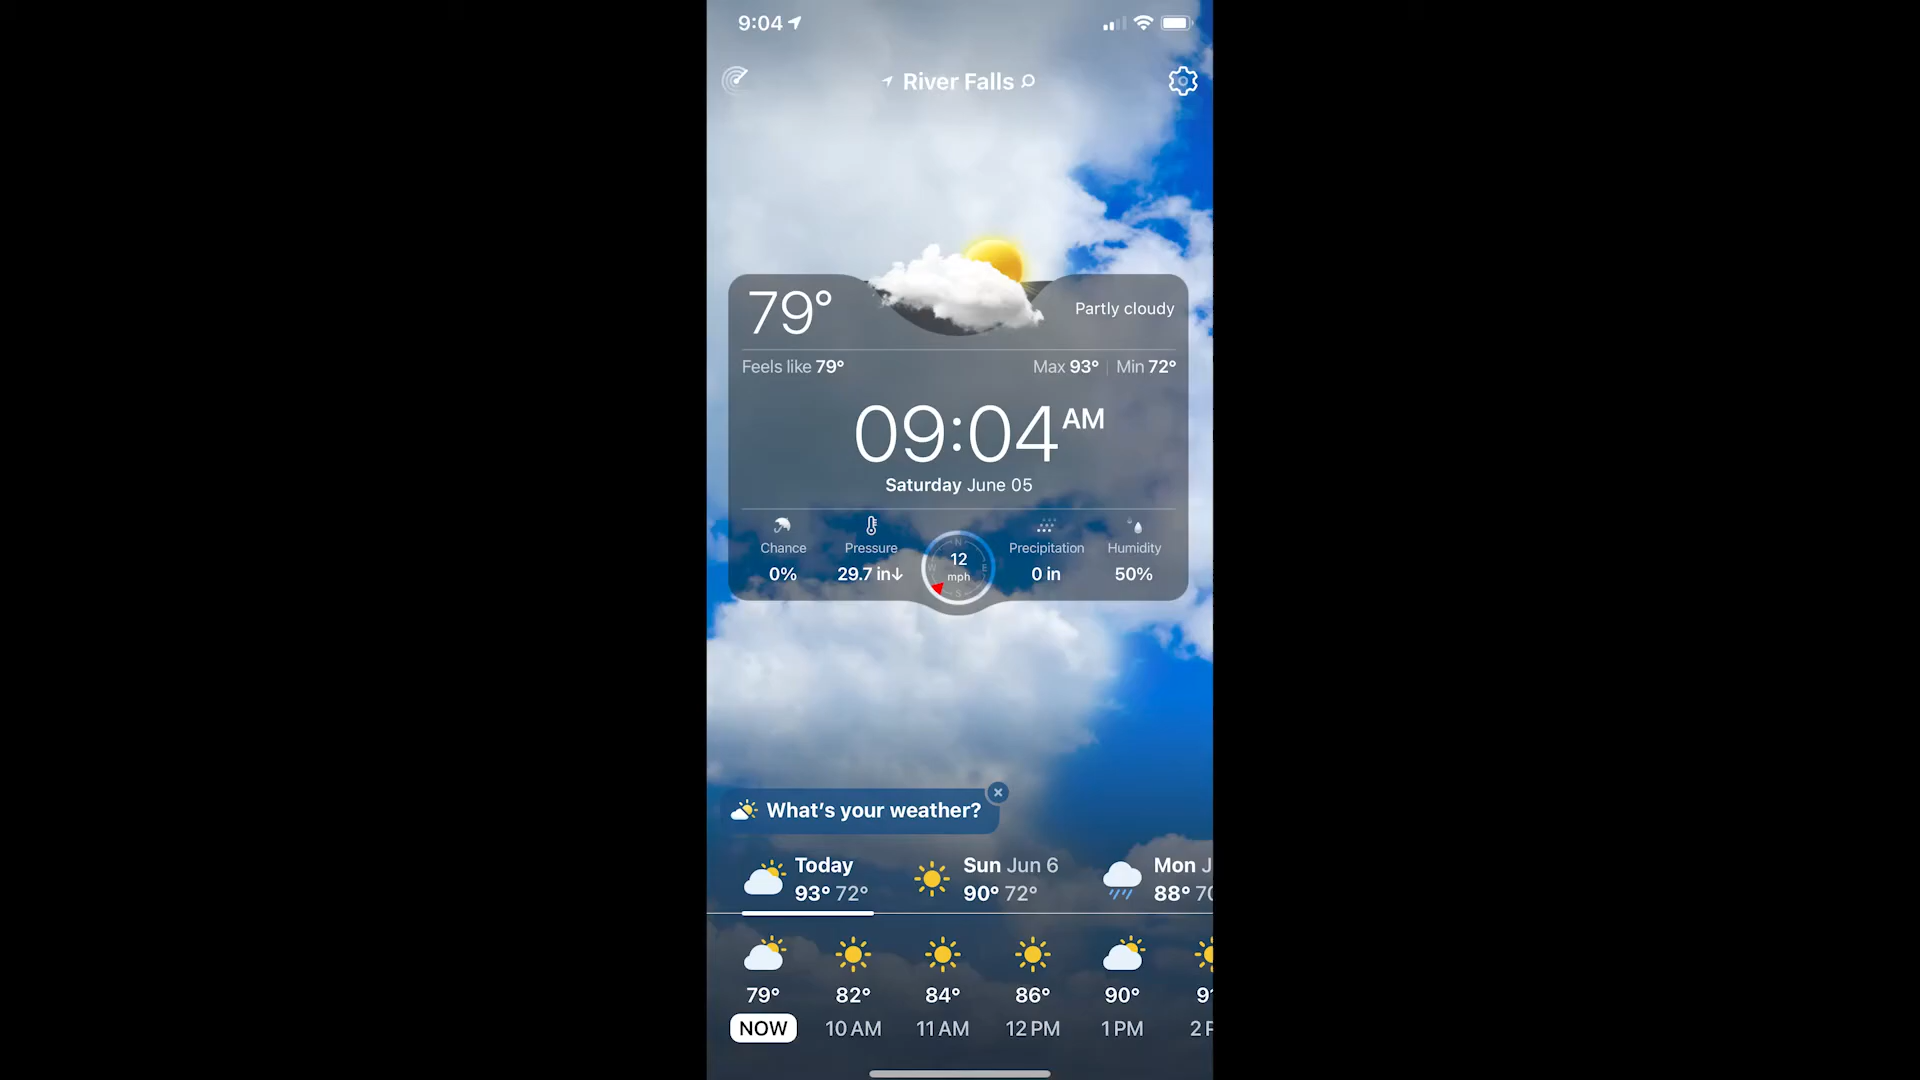 9:04
River Falls
79°
Partly cloudy
Feels like 79°
Max 93° | Min 72°
09:04 AM
Saturday June 05
Chance
0%
Pressure
29.7 in↓
N
W
E
S
12
mph
Precipitation
0 in
Humidity
50%
What's your weather?
Today
93° 72°
Sun Jun 6
90° 72°
Mon J
88° 70
79° 82° 84° 86° 90° 9
NOW 10 AM 11 AM 12 PM 1 PM 2 P